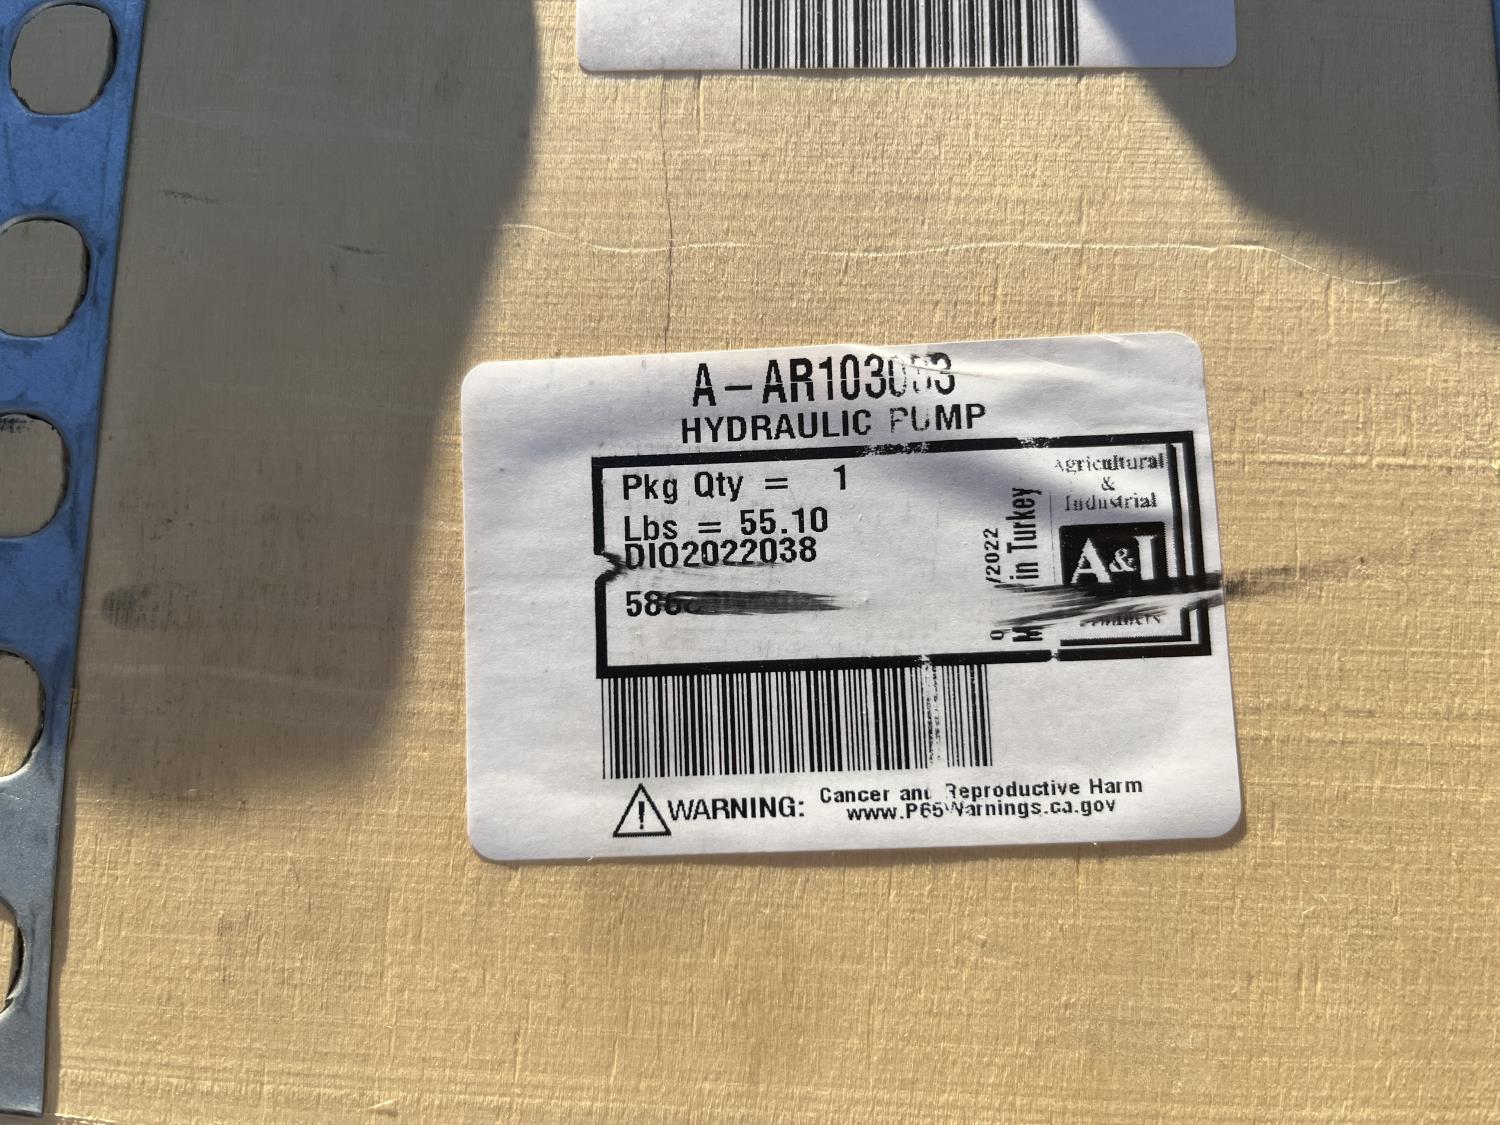 HYDRAULIC PUMP
Pkg Qty = 1
Lbs = 55.10
DIO2022038
/2022
in Turkey
Agricultural
&
Industrial
A&I
WARNING: Cancer and Reproductive Harm
www.P65Warnings.ca.gov